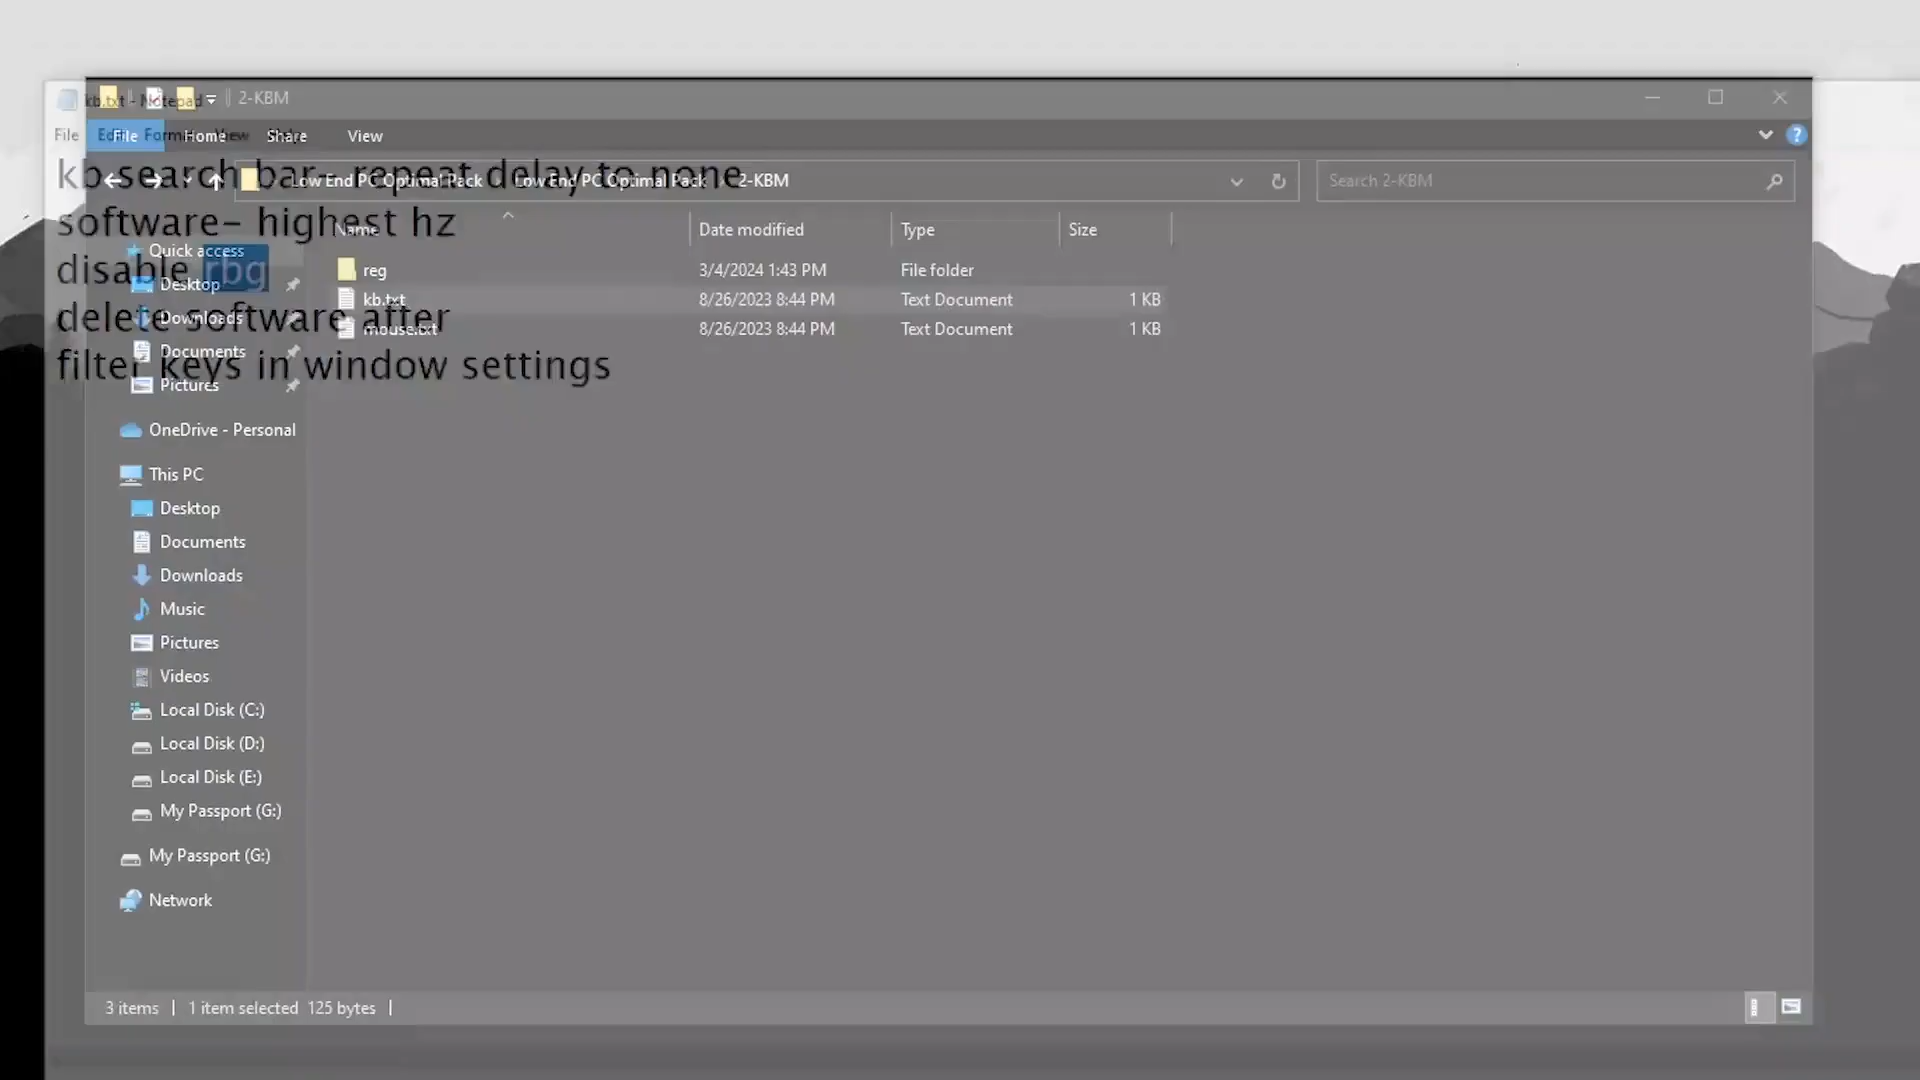 kb.txt - Notepad
2-KBM
File Edit Format View Help
File Home Share View
kb search bar- repeat delay to none
software- highest hz
disable rbg
delete software after
filter keys in window settings
Low End PC Optimal Pack Low End PC Optimal Pack 2-KBM
Search 2-KBM
Name Date modified Type Size
reg 3/4/2024 1:43 PM File folder
kb.txt 8/26/2023 8:44 PM Text Document 1 KB
mouse.txt 8/26/2023 8:44 PM Text Document 1 KB
Quick access
Desktop
Downloads
Documents
Pictures
OneDrive - Personal
This PC
Desktop
Documents
Downloads
Music
Pictures
Videos
Local Disk (C:)
Local Disk (D:)
Local Disk (E:)
My Passport (G:)
My Passport (G:)
Network
3 items 1 item selected 125 bytes